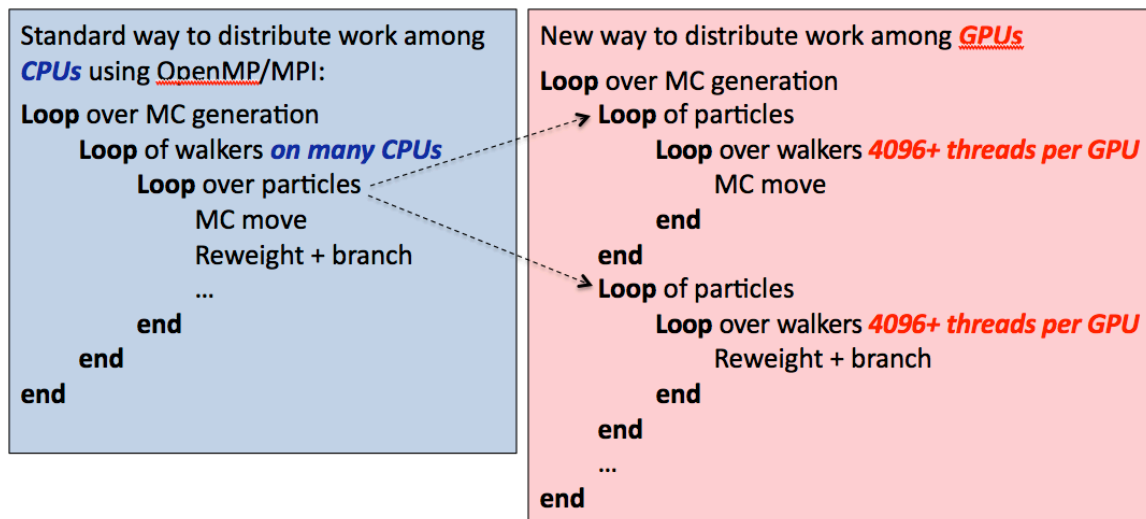 Standard way to distribute work among
CPUs using OpenMP/MPI:
Loop over MC generation
Loop of walkers on many CPUs
Loop over particles
MC move
Reweight + branch
...
end
end
end
New way to distribute work among GPUs
Loop over MC generation
Loop of particles
Loop over walkers 4096+ threads per GPU
MC move
end
end
Loop of particles
Loop over walkers 4096+ threads per GPU
Reweight + branch
end
end
...
end